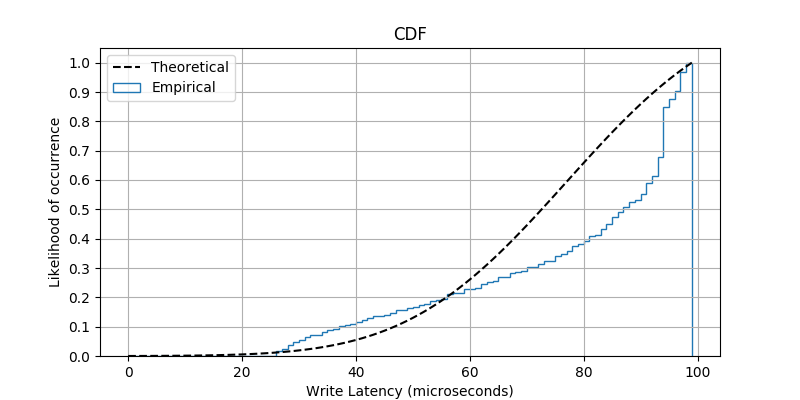 CDF
Theoretical
Empirical
Likelihood of occurrence
1.0
0.9
0.8
0.7
0.6
0.5
0.4
0.3
0.2
0.1
0.0
0 20 40 60 80 100
Write Latency (microseconds)